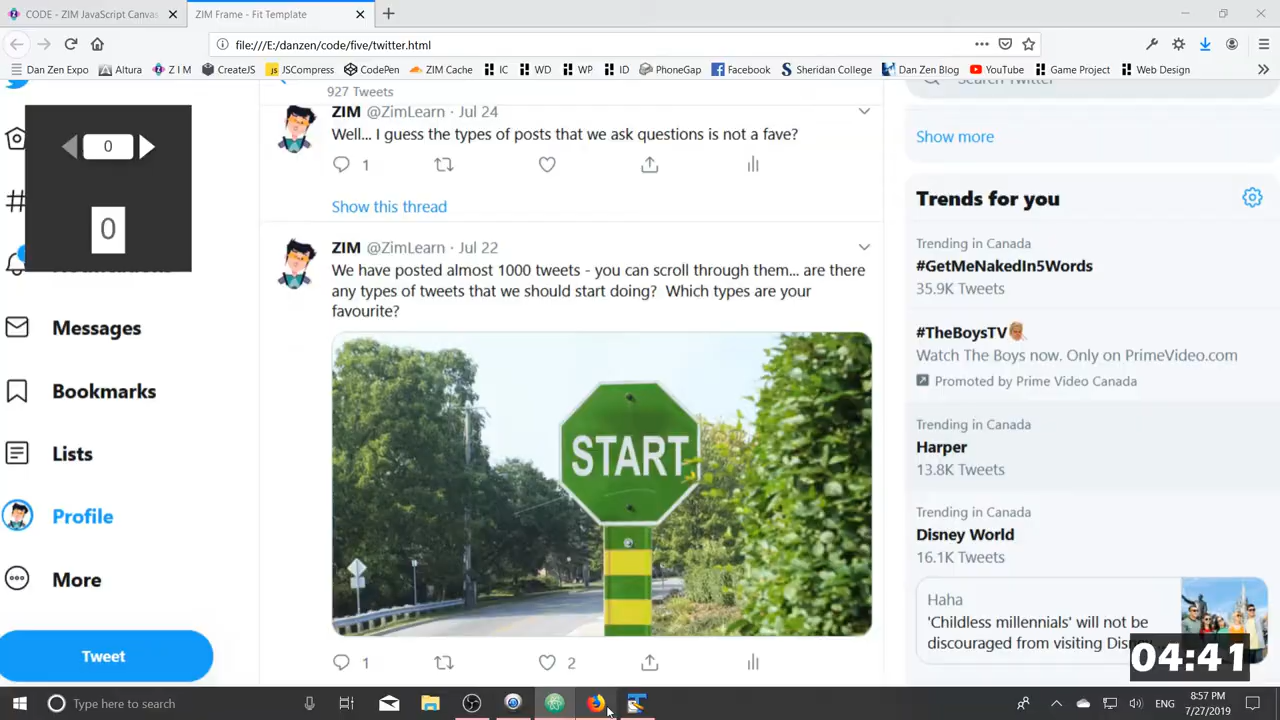 CODE - ZIM JavaScript Canvas
ZIM Frame - Fit Template
file:///E:/danzen/code/five/twitter.html
Dan Zen Expo
Altura
Z I M
CreateJS
JSCompress
CodePen
ZIM Cache
IC
WD
WP
ID
PhoneGap
Facebook
Sheridan College
Dan Zen Blog
YouTube
Game Project
Web Design
927 Tweets
Search Twitter
ZIM @ZimLearn · Jul 24
Well... I guess the types of posts that we ask questions is not a fave?
1
Show this thread
ZIM @ZimLearn · Jul 22
We have posted almost 1000 tweets - you can scroll through them... are there
any types of tweets that we should start doing? Which types are your
favourite?
START
1
2
0
0
Notifications
Messages
Bookmarks
Lists
Profile
More
Tweet
Show more
Trends for you
Trending in Canada
#GetMeNakedIn5Words
35.9K Tweets
#TheBoysTV
Watch The Boys now. Only on PrimeVideo.com
Promoted by Prime Video Canada
Trending in Canada
Harper
13.8K Tweets
Trending in Canada
Disney World
16.1K Tweets
Haha
'Childless millennials' will not be
discouraged from visiting
04:41
Type here to search
ENG
8:57 PM
7/27/2019